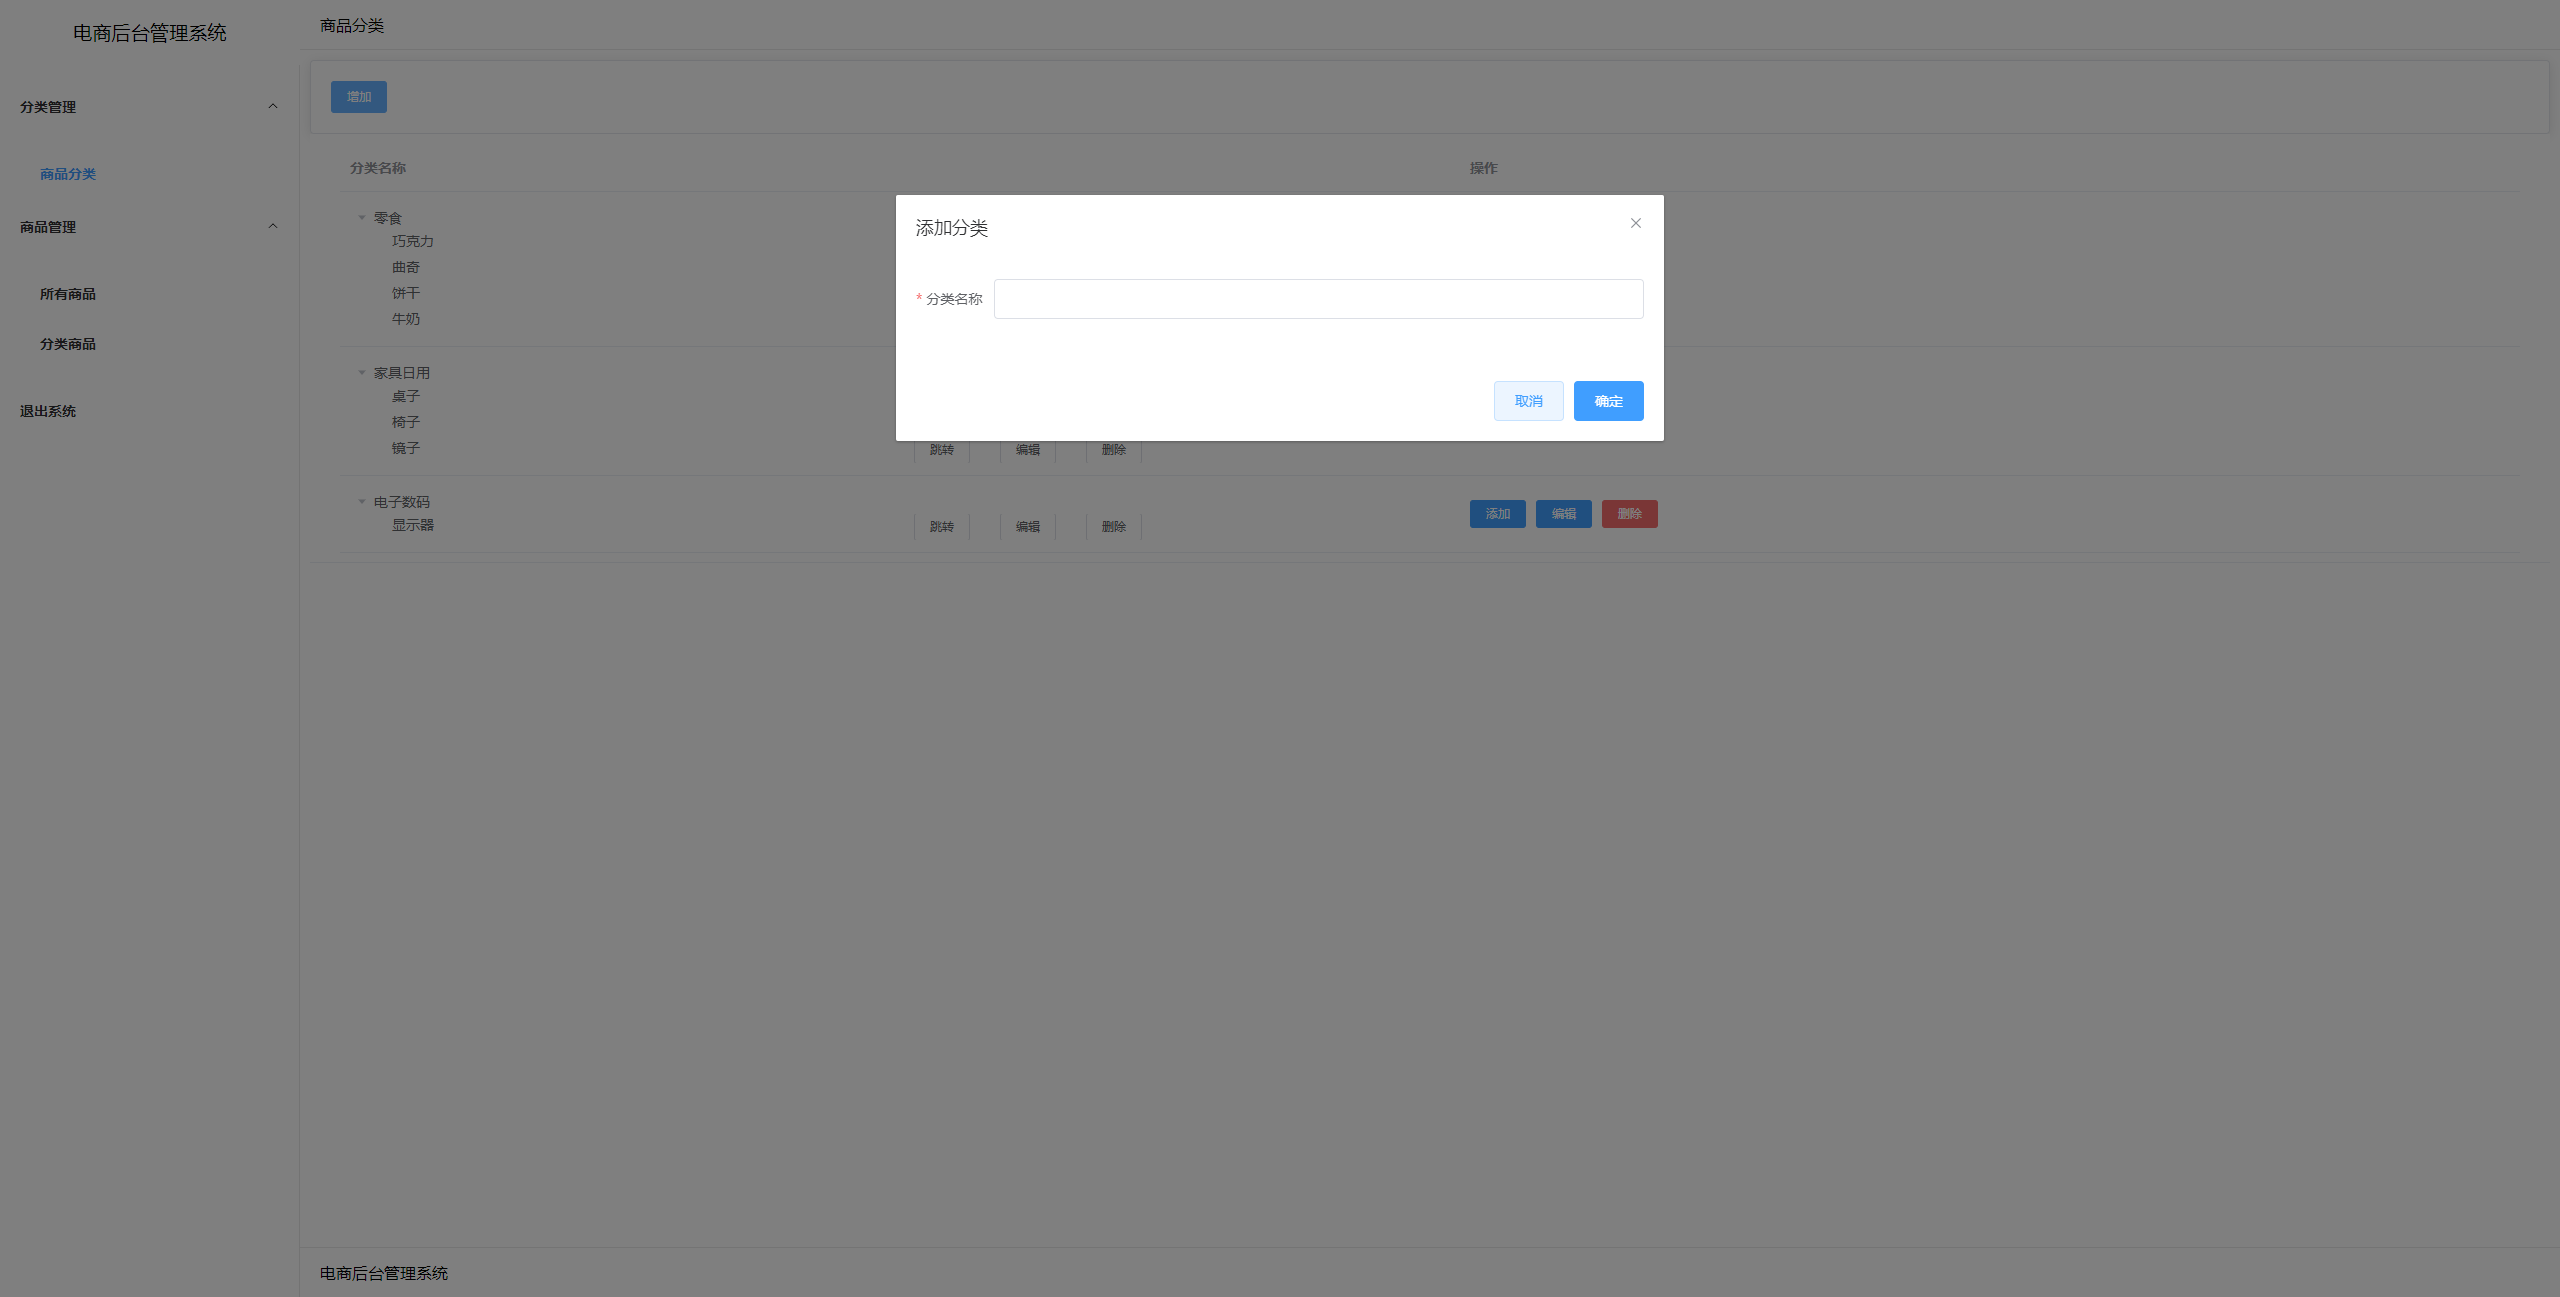 电商后台管理系统
分类管理
商品分类
商品管理
所有商品
分类商品
退出系统
商品分类
增加
分类名称 操作
零食
巧克力
曲奇
饼干
牛奶
家具日用
桌子
椅子
镜子 跳转 编辑 删除
电子数码 添加 编辑 删除
显示器 跳转 编辑 删除
添加分类
* 分类名称
取消 确定
电商后台管理系统